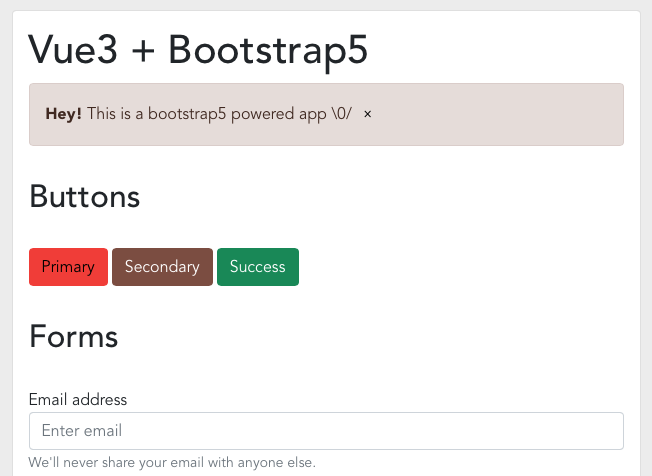 Vue3 + Bootstrap5
Hey! This is a bootstrap5 powered app \0/ ×
Buttons
Primary Secondary Success
Forms
Email address
Enter email
We'll never share your email with anyone else.